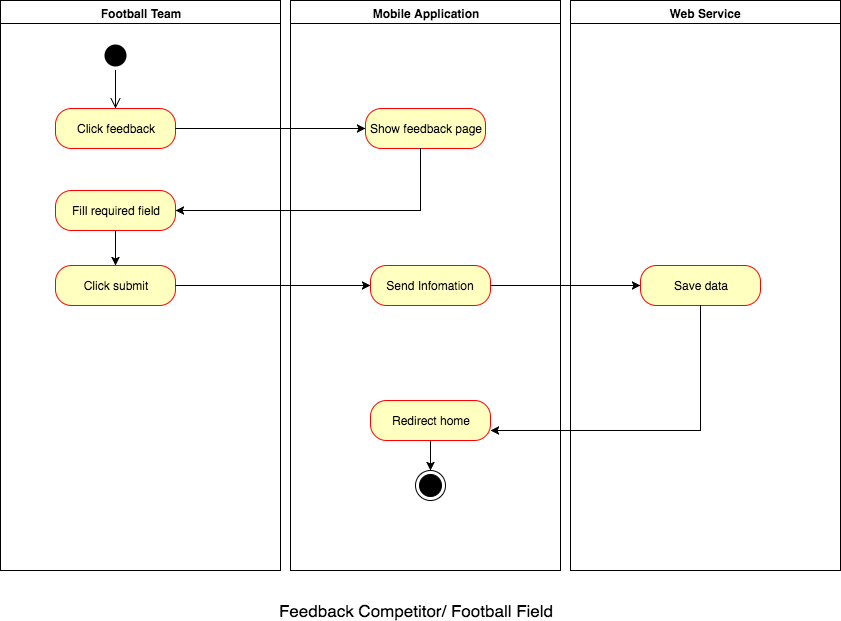 Football Team
Mobile Application
Web Service
Click feedback
Show feedback page
Fill required field
Click submit
Send Infomation
Save data
Redirect home
Feedback Competitor/ Football Field